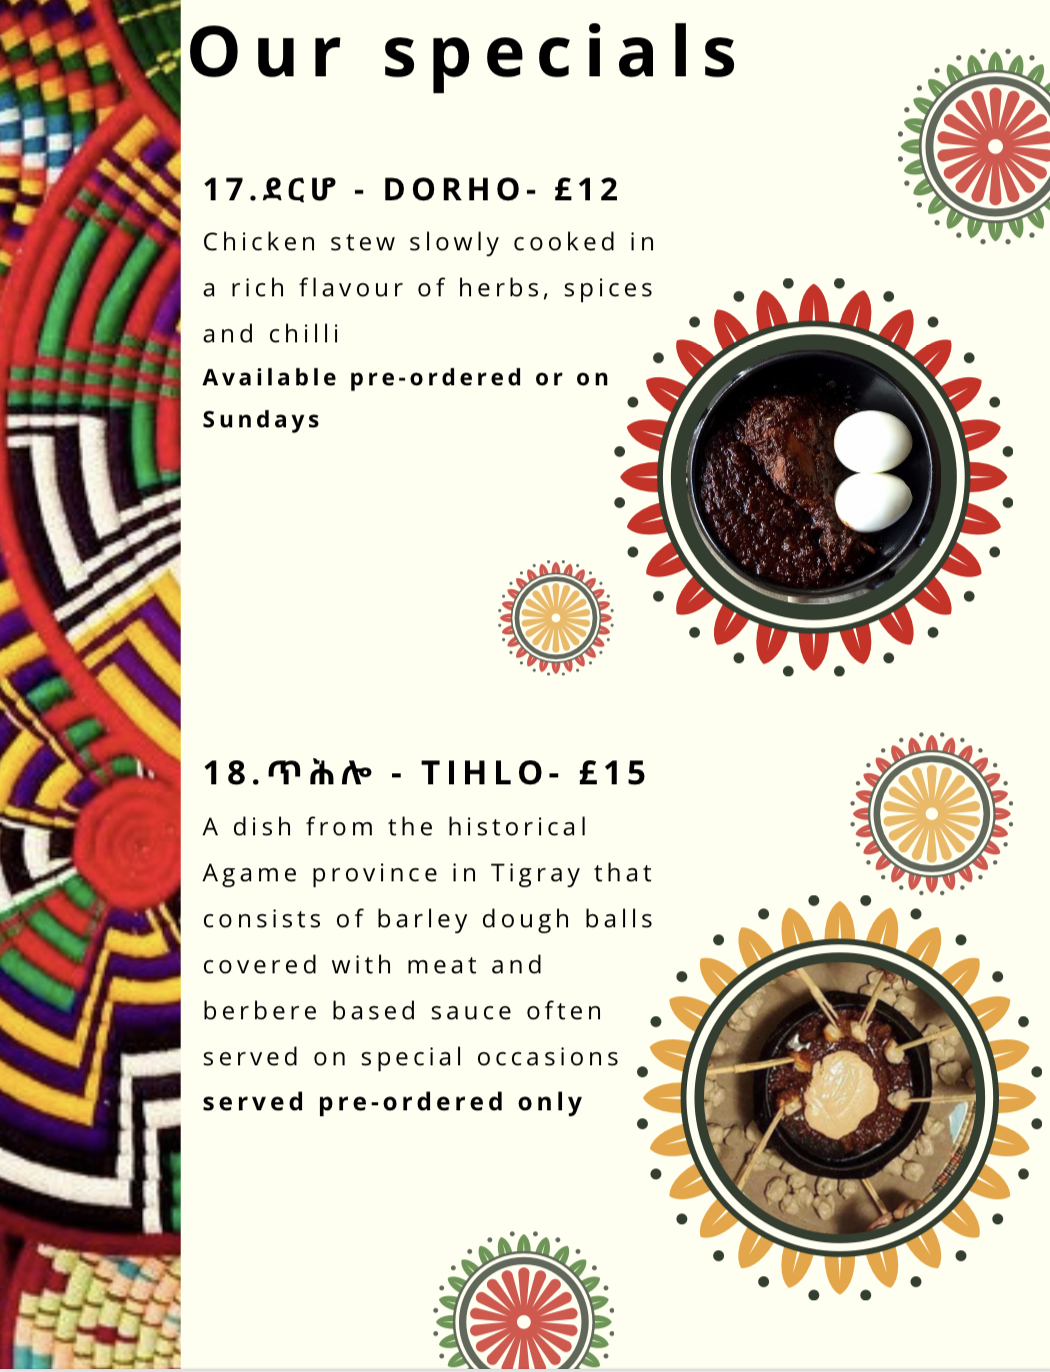 Our specials
17.ደርሆ - DORHO- £12
Chicken stew slowly cooked in
a rich flavour of herbs, spices
and chilli
Available pre-ordered or on
Sundays
18.ጥሕሎ - TIHLO- £15
A dish from the historical
Agame province in Tigray that
consists of barley dough balls
covered with meat and
berbere based sauce often
served on special occasions
served pre-ordered only